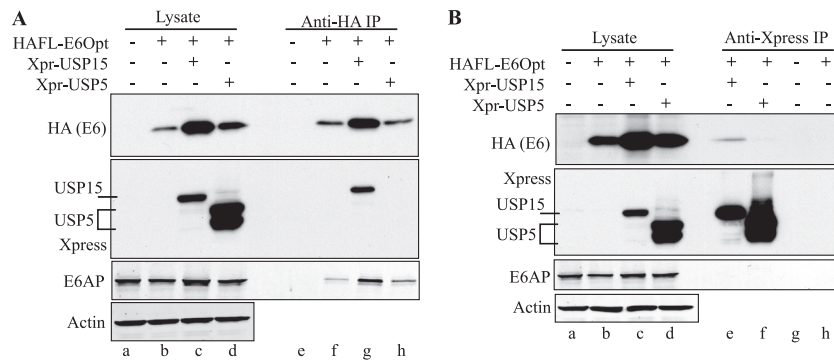 A
Lysate Anti-HA IP
HAFL-E6Opt - + + + - + + +
Xpr-USP15 - - + - - - + -
Xpr-USP5 - - - + - - - +
HA (E6)
USP15
USP5
Xpress
E6AP
Actin
a b c d e f g h
B
Lysate Anti-Xpress IP
HAFL-E6Opt - + + + + + - +
Xpr-USP15 - - + - + - - -
Xpr-USP5 - - - + - + - -
HA (E6)
Xpress
USP15
USP5
E6AP
Actin
a b c d e f g h